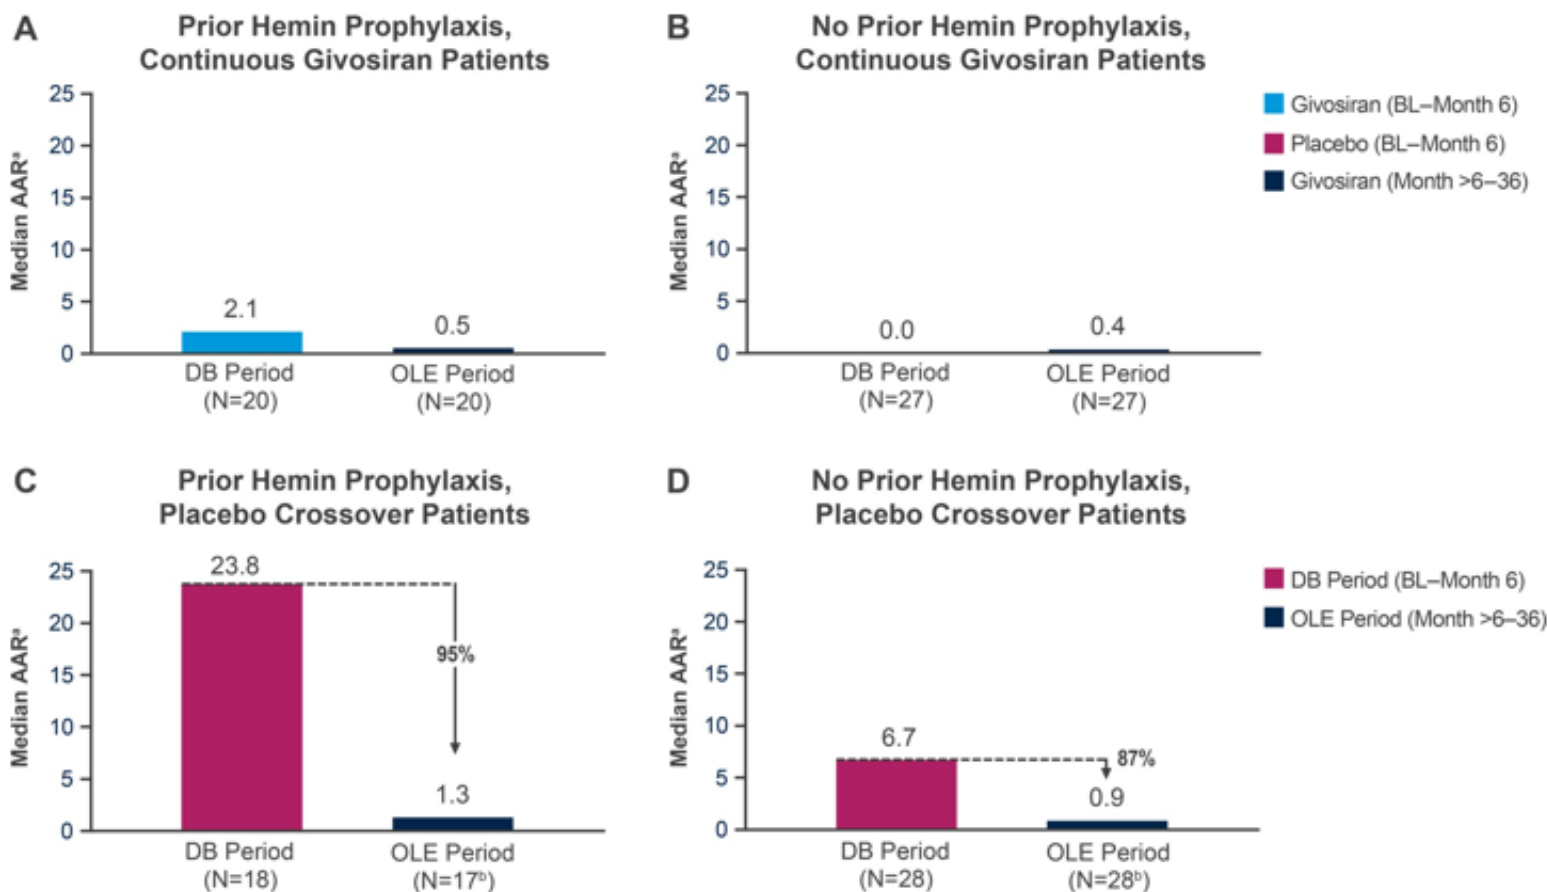 A
Prior Hemin Prophylaxis,
Continuous Givosiran Patients
Median AARᵃ
25
20
15
10
5
0
2.1
0.5
DB Period
(N=20)
OLE Period
(N=20)
B
No Prior Hemin Prophylaxis,
Continuous Givosiran Patients
Median AARᵃ
25
20
15
10
5
0
0.0
0.4
DB Period
(N=27)
OLE Period
(N=27)
Givosiran (BL–Month 6)
Placebo (BL–Month 6)
Givosiran (Month >6–36)
C
Prior Hemin Prophylaxis,
Placebo Crossover Patients
Median AARᵃ
25
20
15
10
5
0
23.8
95%
1.3
DB Period
(N=18)
OLE Period
(N=17ᵇ)
D
No Prior Hemin Prophylaxis,
Placebo Crossover Patients
Median AARᵃ
25
20
15
10
5
0
6.7
87%
0.9
DB Period
(N=28)
OLE Period
(N=28ᵇ)
DB Period (BL–Month 6)
OLE Period (Month >6–36)